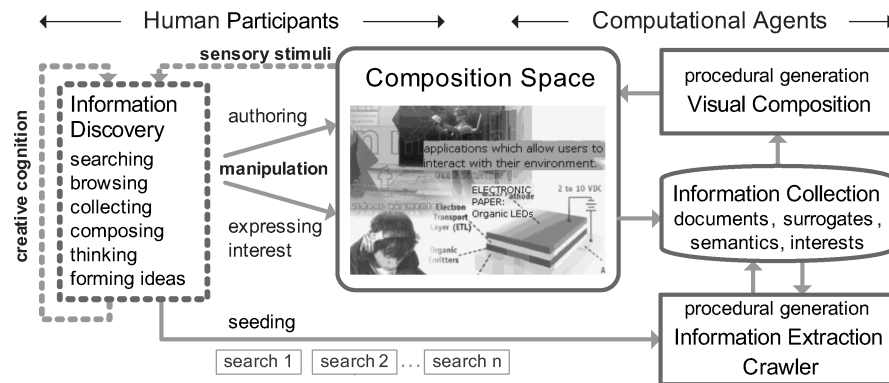 Human Participants
Computational Agents
sensory stimuli
creative cognition
Information
Discovery
searching
browsing
collecting
composing
thinking
forming ideas
authoring
manipulation
expressing
interest
Composition Space
applications which allow users to
interact with their environment.
ELECTRONIC
PAPER:
Organic LEDs
2 to 10 VDC
Electron
Transport
Layer (ETL)
Organic
Emitters
procedural generation
Visual Composition
Information Collection
documents, surrogates,
semantics, interests
procedural generation
Information Extraction
Crawler
seeding
search 1 search 2 ... search n